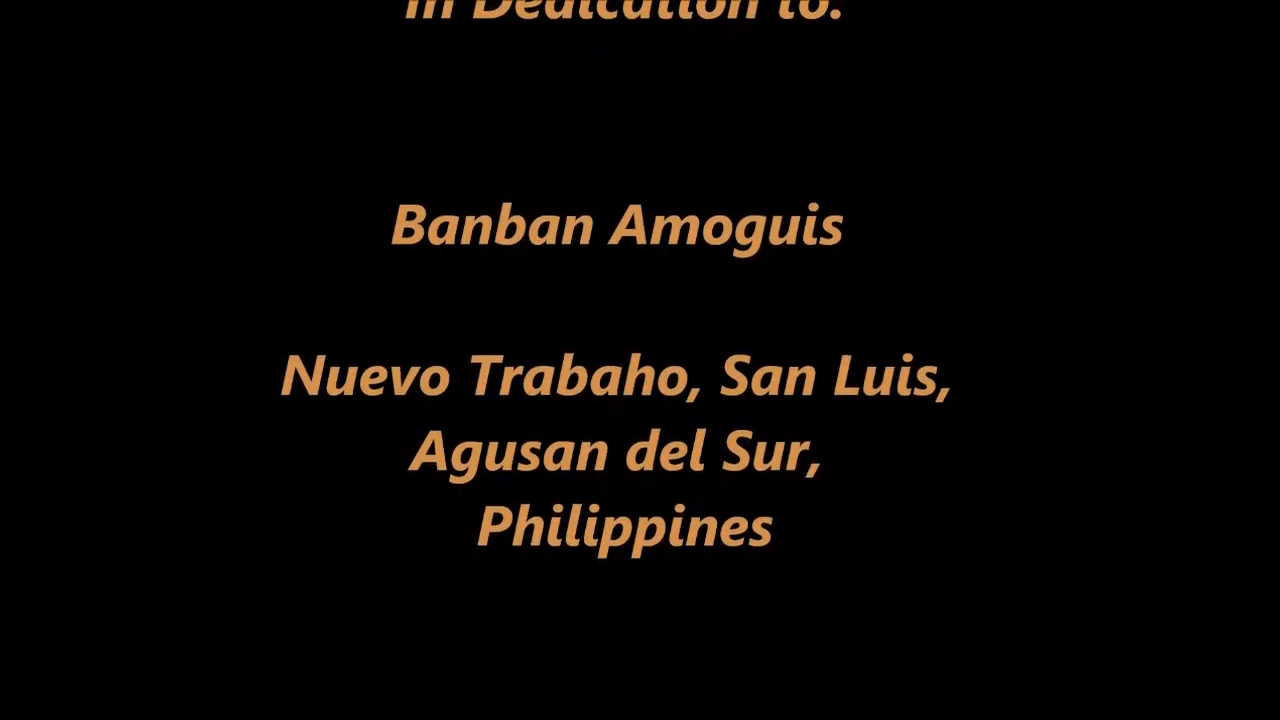 In Dedication to:
Banban Amoguis
Nuevo Trabaho, San Luis,
Agusan del Sur,
Philippines